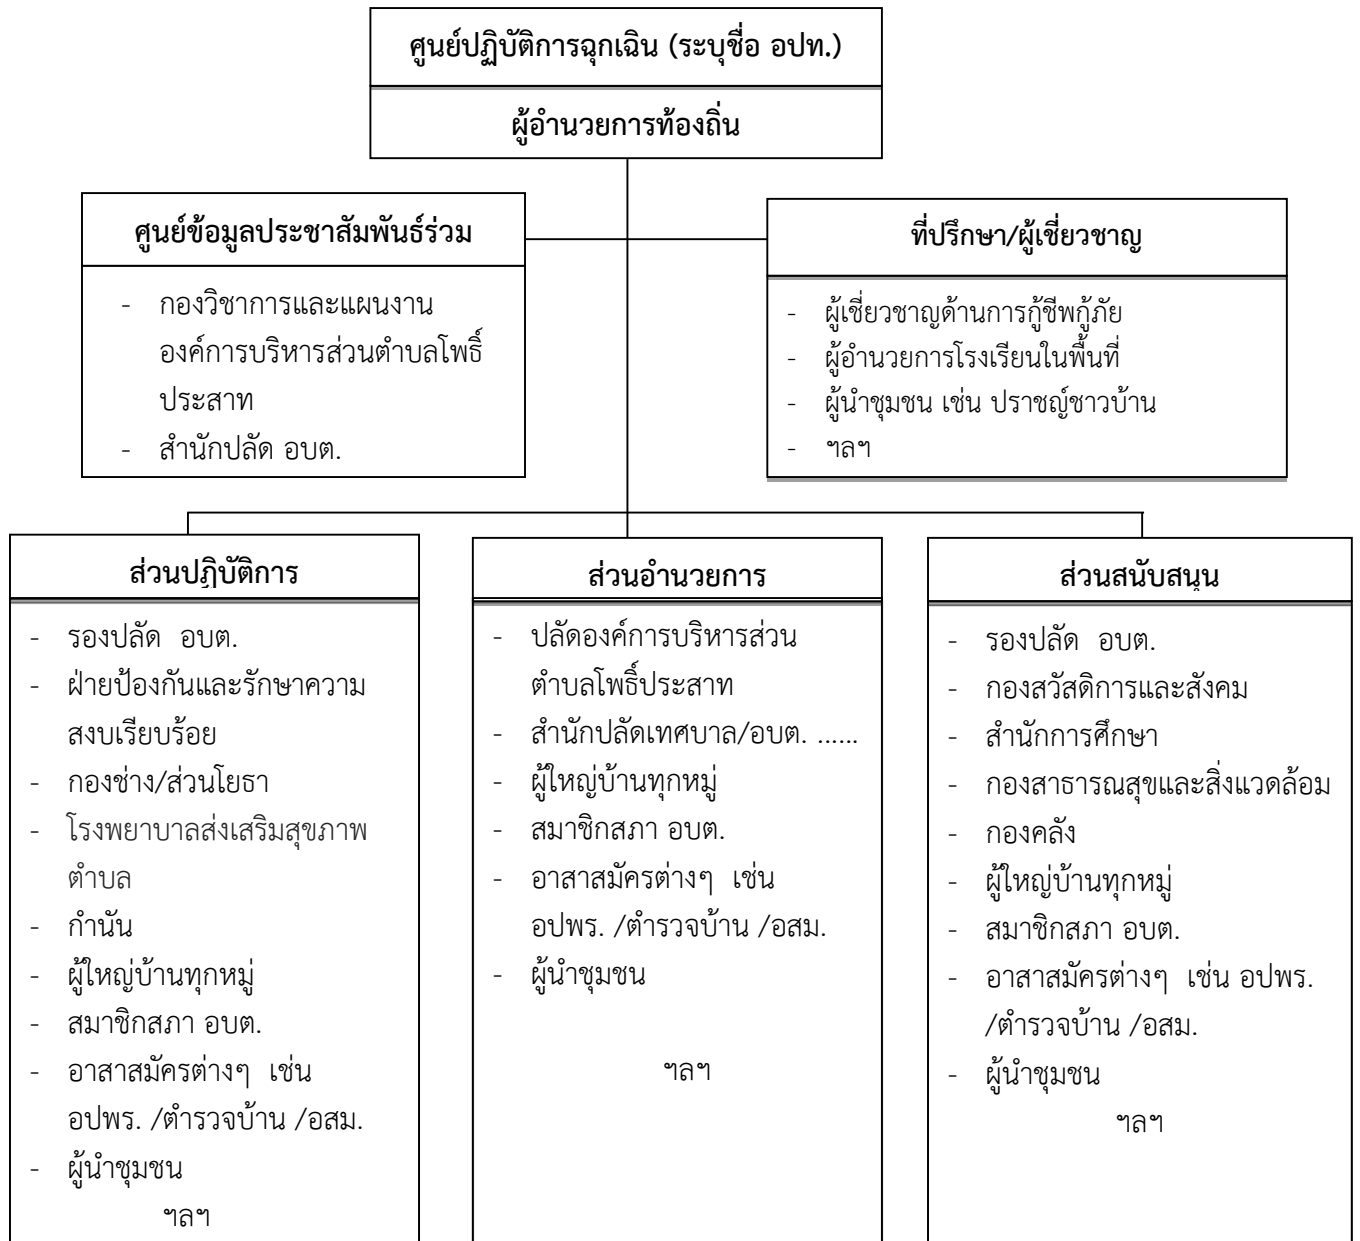 ศูนย์ปฏิบัติการฉุกเฉิน (ระบุชื่อ อปท.)
ผู้อำนวยการท้องถิ่น
ศูนย์ข้อมูลประชาสัมพันธ์ร่วม
- กองวิชาการและแผนงาน
องค์การบริหารส่วนตำบลโพธิ์
ประสาท
- สำนักปลัด อบต.
ที่ปรึกษา/ผู้เชี่ยวชาญ
- ผู้เชี่ยวชาญด้านการกู้ชีพกู้ภัย
- ผู้อำนวยการโรงเรียนในพื้นที่
- ผู้นำชุมชน เช่น ปราชญ์ชาวบ้าน
- ฯลฯ
ส่วนปฏิบัติการ
- รองปลัด อบต.
- ฝ่ายป้องกันและรักษาความ
สงบเรียบร้อย
- กองช่าง/ส่วนโยธา
- โรงพยาบาลส่งเสริมสุขภาพ
ตำบล
- กำนัน
- ผู้ใหญ่บ้านทุกหมู่
- สมาชิกสภา อบต.
- อาสาสมัครต่างๆ เช่น
อปพร. /ตำรวจบ้าน /อสม.
- ผู้นำชุมชน
ฯลฯ
ส่วนอำนวยการ
- ปลัดองค์การบริหารส่วน
ตำบลโพธิ์ประสาท
- สำนักปลัดเทศบาล/อบต. ......
- ผู้ใหญ่บ้านทุกหมู่
- สมาชิกสภา อบต.
- อาสาสมัครต่างๆ เช่น
อปพร. /ตำรวจบ้าน /อสม.
- ผู้นำชุมชน
ฯลฯ
ส่วนสนับสนุน
- รองปลัด อบต.
- กองสวัสดิการและสังคม
- สำนักการศึกษา
- กองสาธารณสุขและสิ่งแวดล้อม
- กองคลัง
- ผู้ใหญ่บ้านทุกหมู่
- สมาชิกสภา อบต.
- อาสาสมัครต่างๆ เช่น อปพร.
/ตำรวจบ้าน /อสม.
- ผู้นำชุมชน
ฯลฯ